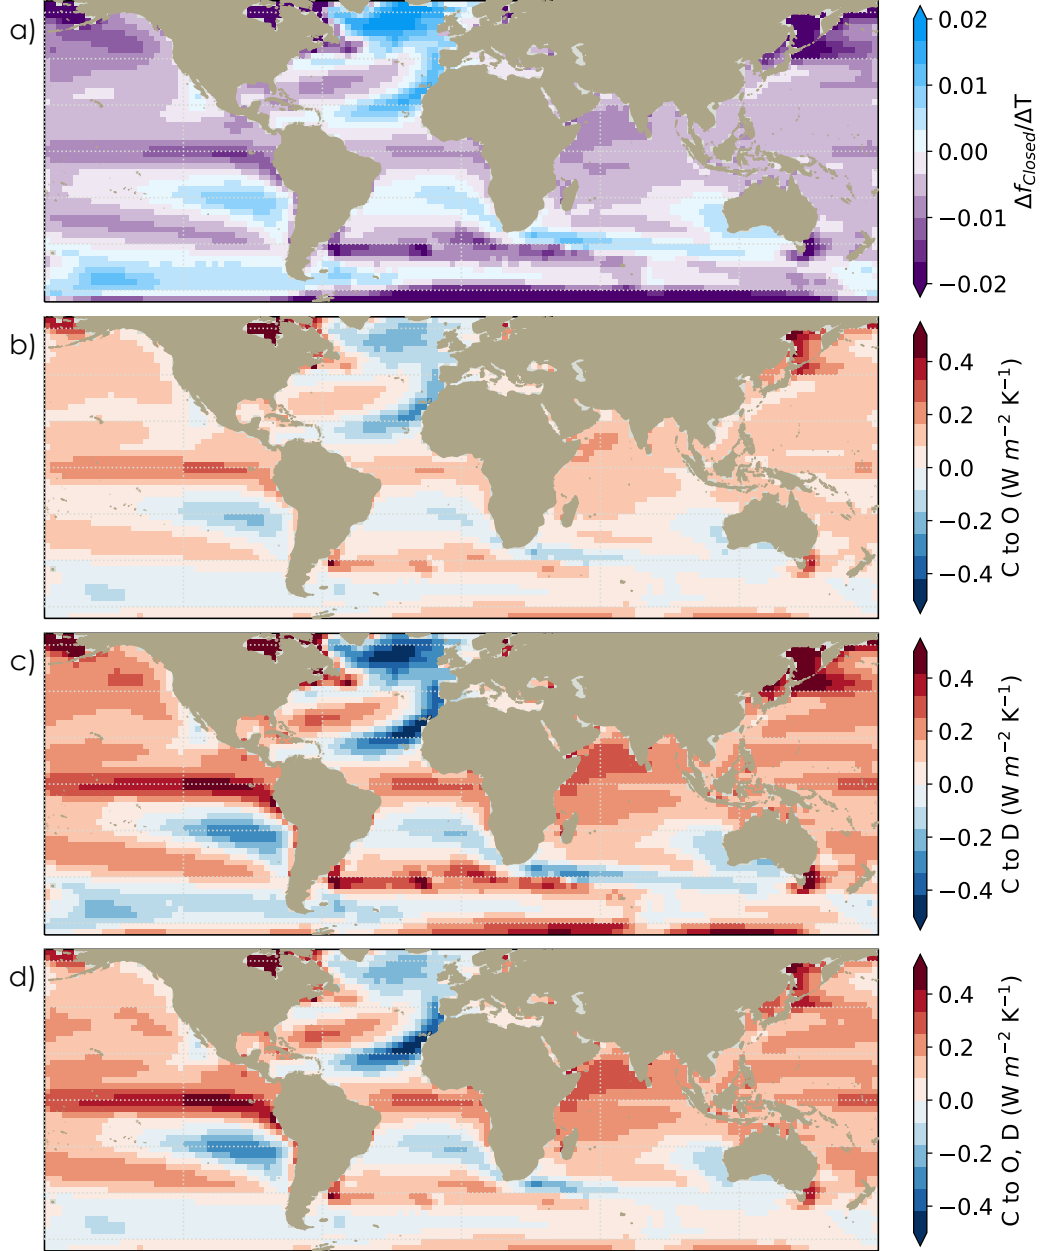 a)
0.02
0.01
0.00
−0.01
−0.02
Δf_Closed/ΔT
b)
0.4
0.2
0.0
−0.2
−0.4
C to O (W m⁻² K⁻¹)
c)
0.4
0.2
0.0
−0.2
−0.4
C to D (W m⁻² K⁻¹)
d)
0.4
0.2
0.0
−0.2
−0.4
C to O, D (W m⁻² K⁻¹)